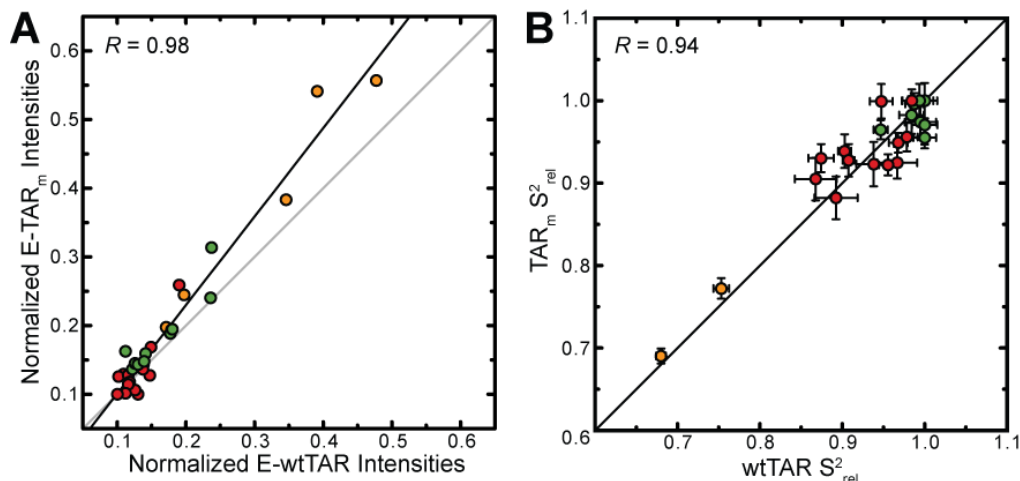 A
R = 0.98
0.6
0.5
0.4
0.3
0.2
0.1
Normalized E-TARm Intensities
0.1 0.2 0.3 0.4 0.5 0.6
Normalized E-wtTAR Intensities
B
R = 0.94
1.1
1.0
0.9
0.8
0.7
0.6
TARm S²rel
0.7 0.8 0.9 1.0 1.1
wtTAR S²rel